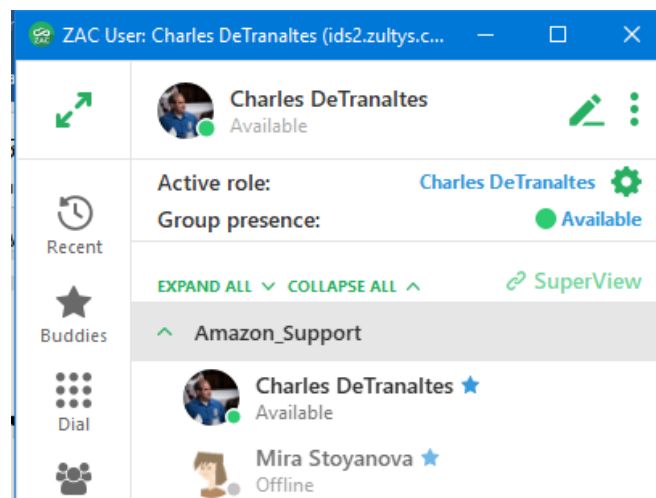 ZAC User: Charles DeTranaltes (ids2.zultys.c...
Charles DeTranaltes
Available
Active role: Charles DeTranaltes
Group presence: Available
Recent
EXPAND ALL COLLAPSE ALL SuperView
Buddies
Amazon_Support
Charles DeTranaltes
Available
Dial
Mira Stoyanova
Offline